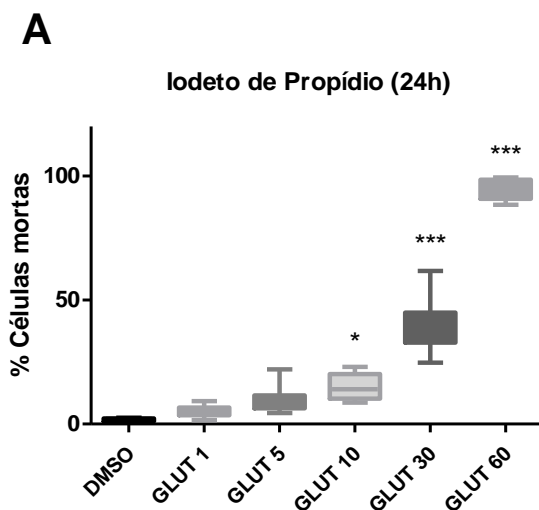 A
Iodeto de Propídio (24h)
% Células mortas
100
50
0
*
***
***
DMSO
GLUT 1
GLUT 5
GLUT 10
GLUT 30
GLUT 60